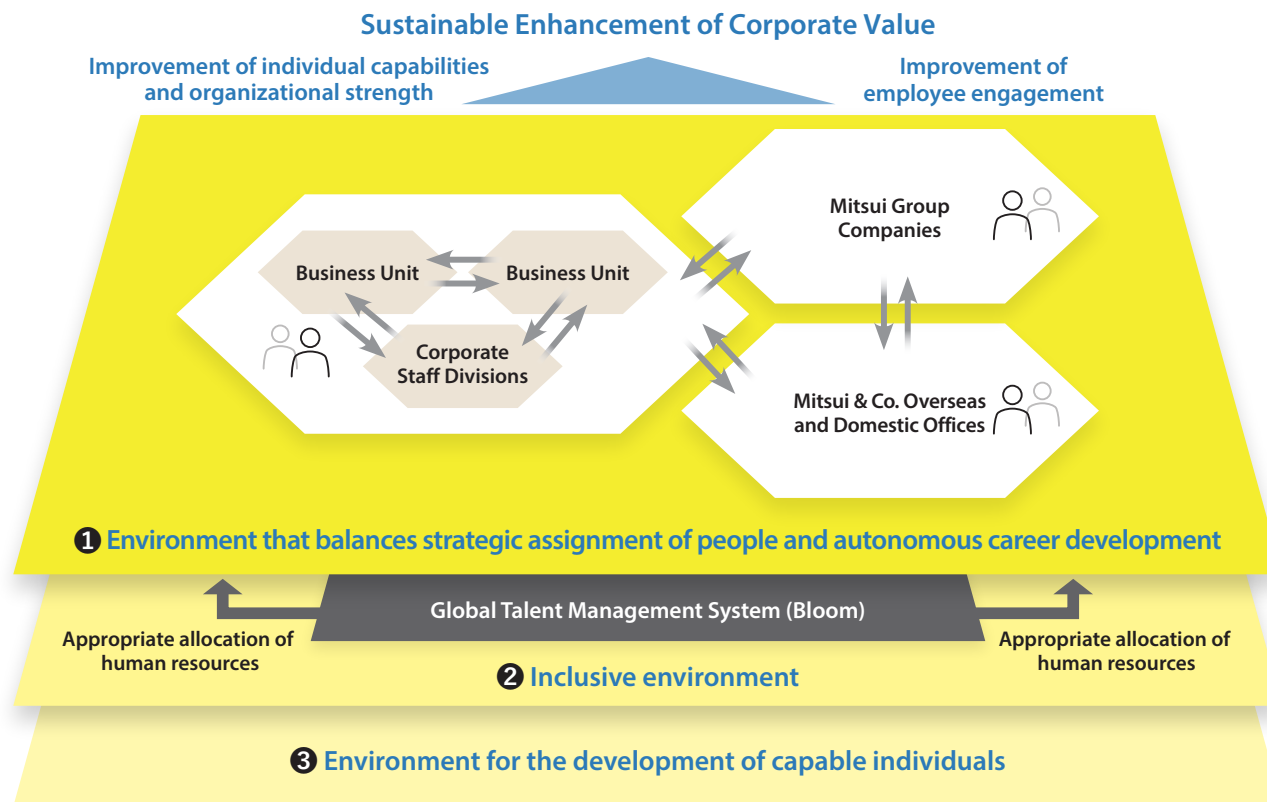 Sustainable Enhancement of Corporate Value
Improvement of individual capabilities
and organizational strength
Improvement of
employee engagement
Mitsui Group
Companies
Business Unit
Business Unit
Corporate
Staff Divisions
Mitsui & Co. Overseas
and Domestic Offices
❶ Environment that balances strategic assignment of people and autonomous career development
Global Talent Management System (Bloom)
Appropriate allocation of
human resources
Appropriate allocation of
human resources
❷ Inclusive environment
❸ Environment for the development of capable individuals